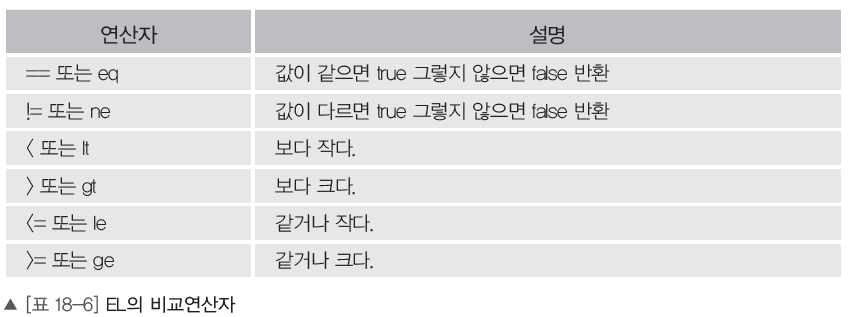 연산자 설명
== 또는 eq 값이 같으면 true 그렇지 않으면 false 반환
!= 또는 ne 값이 다르면 true 그렇지 않으면 false 반환
< 또는 lt 보다 작다.
> 또는 gt 보다 크다.
<= 또는 le 같거나 작다.
>= 또는 ge 같거나 크다.
▲ [표 18-6] EL의 비교연산자